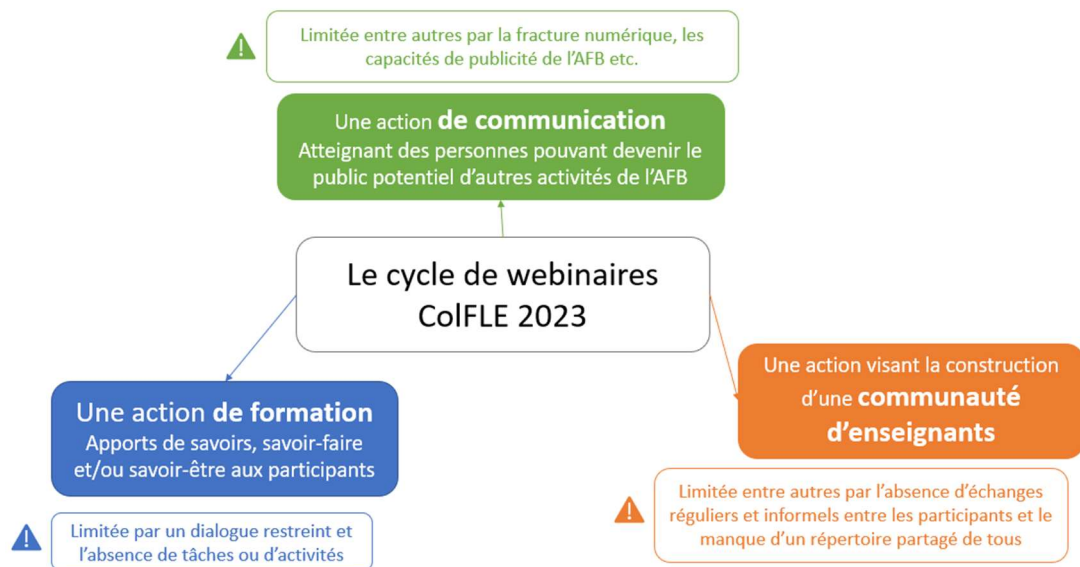 Limitée entre autres par la fracture numérique, les
capacités de publicité de l'AFB etc.
Une action de communication
Atteignant des personnes pouvant devenir le
public potentiel d'autres activités de l'AFB
Le cycle de webinaires
ColFLE 2023
Une action de formation
Apports de savoirs, savoir-faire
et/ou savoir-être aux participants
Limitée par un dialogue restreint et
l'absence de tâches ou d'activités
Une action visant la construction
d'une communauté
d'enseignants
Limitée entre autres par l'absence d'échanges
réguliers et informels entre les participants et le
manque d'un répertoire partagé de tous